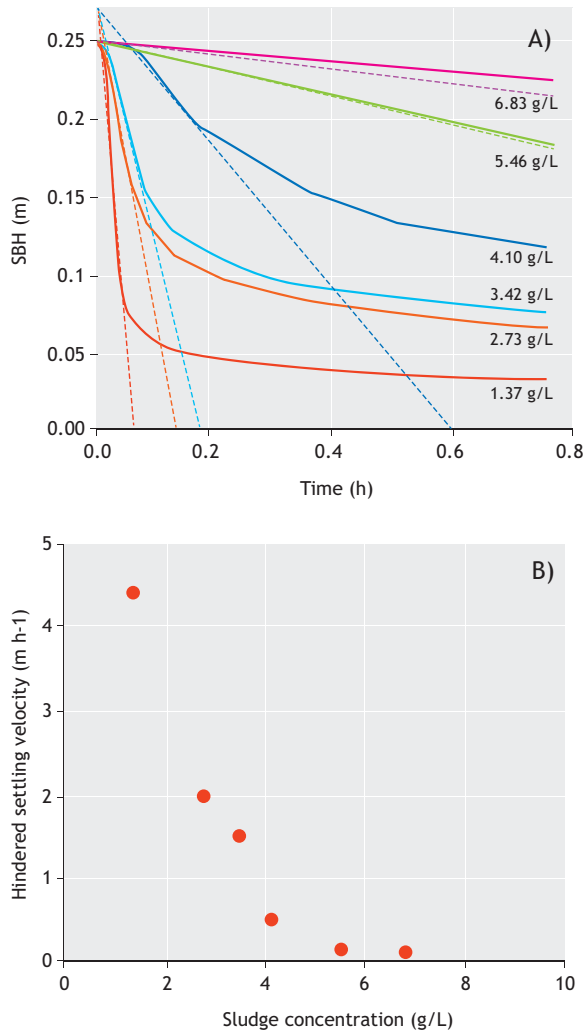 A)
0.25
0.2
0.15
0.1
0.05
0.00
SBH (m)
6.83 g/L
5.46 g/L
4.10 g/L
3.42 g/L
2.73 g/L
1.37 g/L
0.0 0.2 0.4 0.6 0.8
Time (h)
B)
5
4
3
2
1
0
Hindered settling velocity (m h-1)
0 2 4 6 8 10
Sludge concentration (g/L)